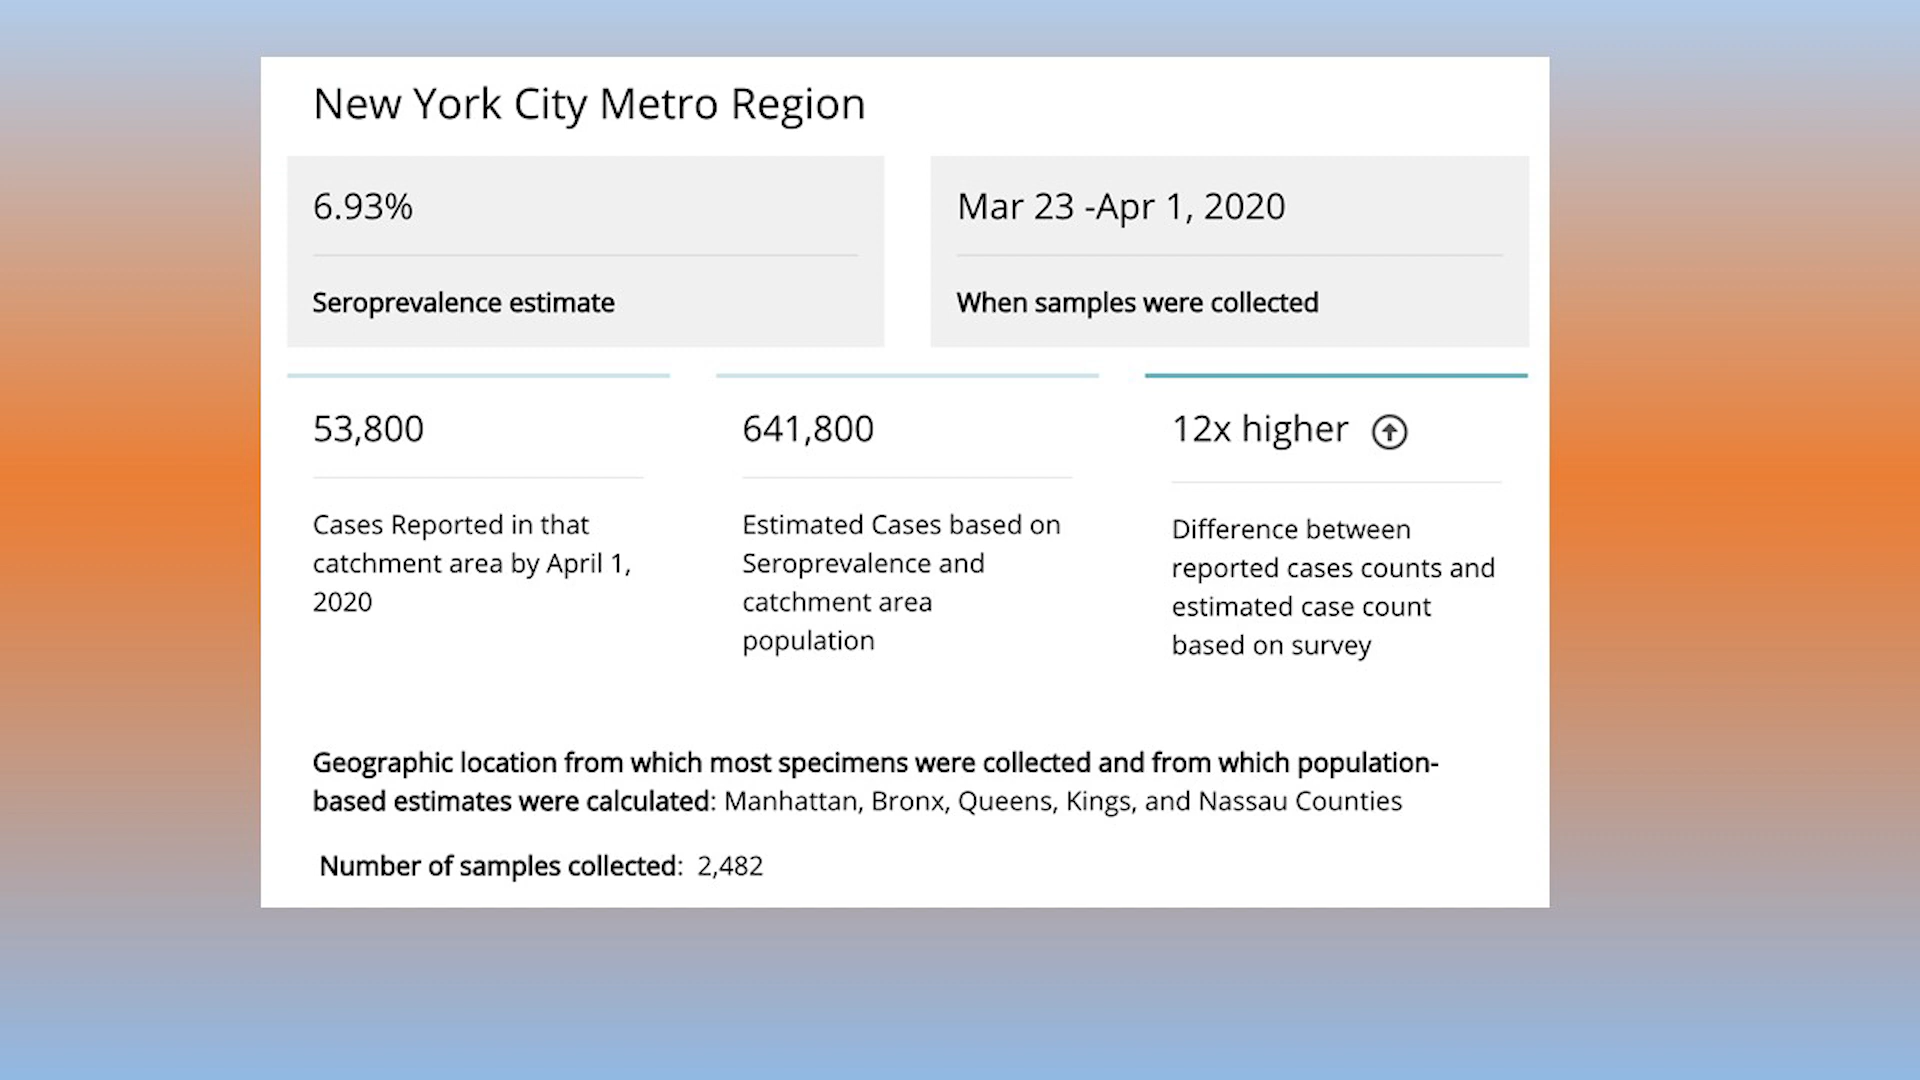 New York City Metro Region
6.93%
Seroprevalence estimate
Mar 23 -Apr 1, 2020
When samples were collected
53,800
Cases Reported in that
catchment area by April 1,
2020
641,800
Estimated Cases based on
Seroprevalence and
catchment area
population
12x higher
Difference between
reported cases counts and
estimated case count
based on survey
Geographic location from which most specimens were collected and from which population-
based estimates were calculated: Manhattan, Bronx, Queens, Kings, and Nassau Counties
Number of samples collected: 2,482